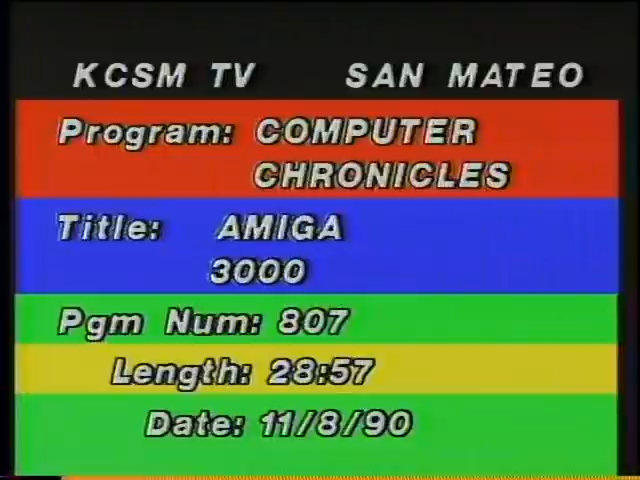 KCSM TV SAN MATEO
Program: COMPUTER
CHRONICLES
Title: AMIGA
3000
Pgm Num: 807
Length: 28:57
Date: 11/8/90